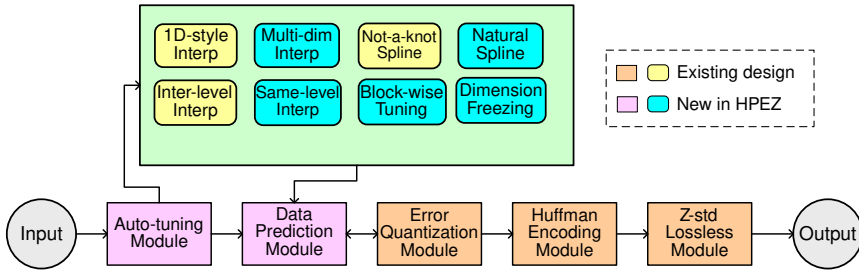 1D-style
Interp
Multi-dim
Interp
Not-a-knot
Spline
Natural
Spline
Inter-level
Interp
Same-level
Interp
Block-wise
Tuning
Dimension
Freezing
Existing design
New in HPEZ
Input
Auto-tuning
Module
Data
Prediction
Module
Error
Quantization
Module
Huffman
Encoding
Module
Z-std
Lossless
Module
Output